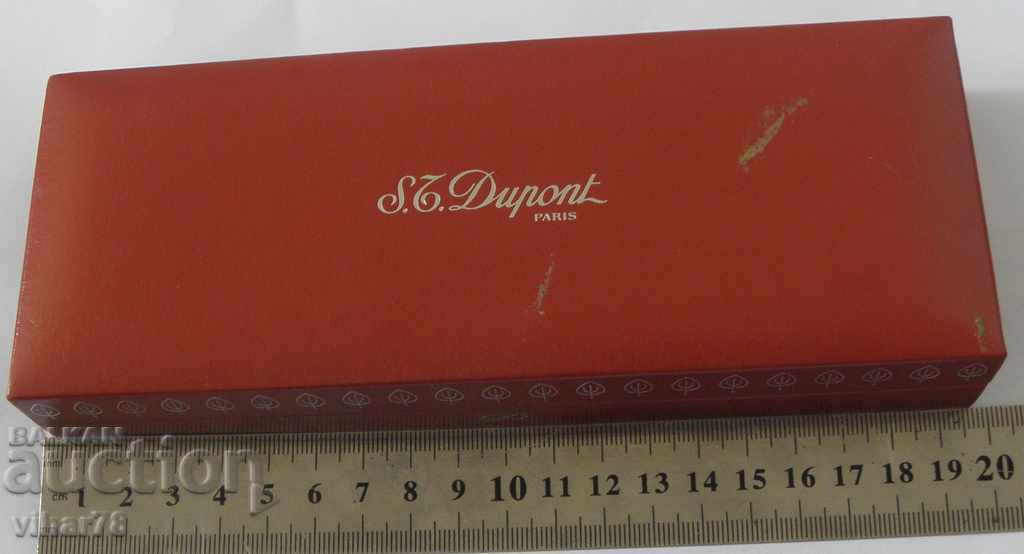 S.T. Dupont
PARIS
BALKAN
auction
vihar78
mm
cm 1 2 3 4 5 6 7 8 9 10 11 12 13 14 15 16 17 18 19 20